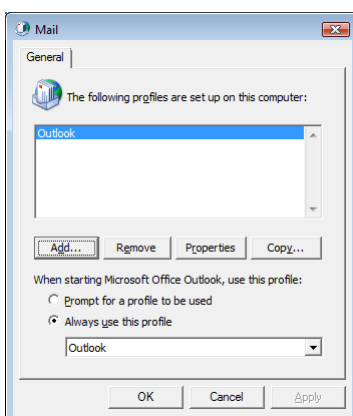 Mail
General
The following profiles are set up on this computer:
Outlook
Add... Remove Properties Copy...
When starting Microsoft Office Outlook, use this profile:
Prompt for a profile to be used
Always use this profile
Outlook
OK Cancel Apply